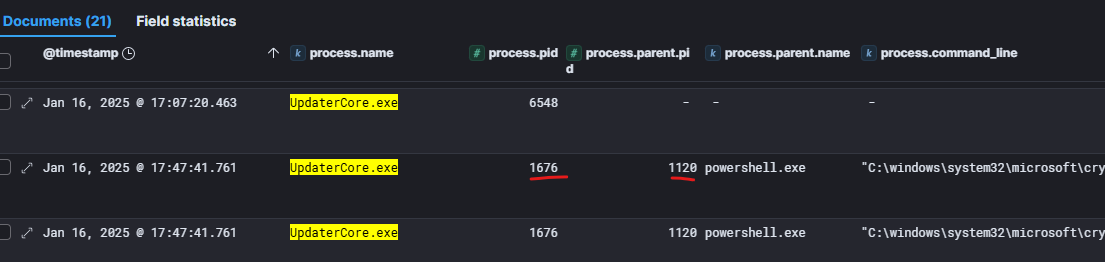 Documents (21) Field statistics
@timestamp k process.name # process.pid # process.parent.pi k process.parent.name k process.command_line
d
Jan 16, 2025 @ 17:07:20.463 UpdaterCore.exe 6548 - - -
Jan 16, 2025 @ 17:47:41.761 UpdaterCore.exe 1676 1120 powershell.exe "C:\windows\system32\microsoft\cry
Jan 16, 2025 @ 17:47:41.761 UpdaterCore.exe 1676 1120 powershell.exe "C:\windows\system32\microsoft\cry